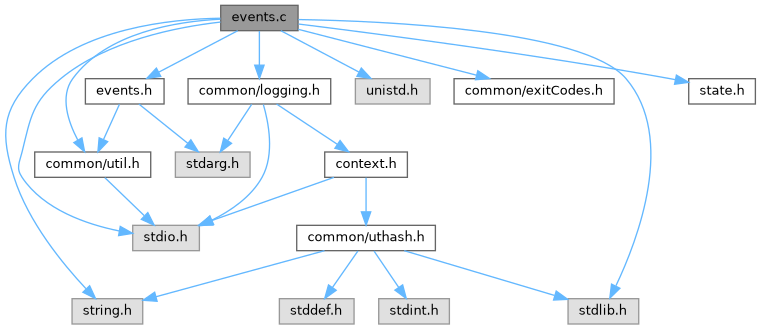 events.c
events.h
common/logging.h
unistd.h
common/exitCodes.h
state.h
common/util.h
stdarg.h
context.h
stdio.h
common/uthash.h
string.h
stddef.h
stdint.h
stdlib.h